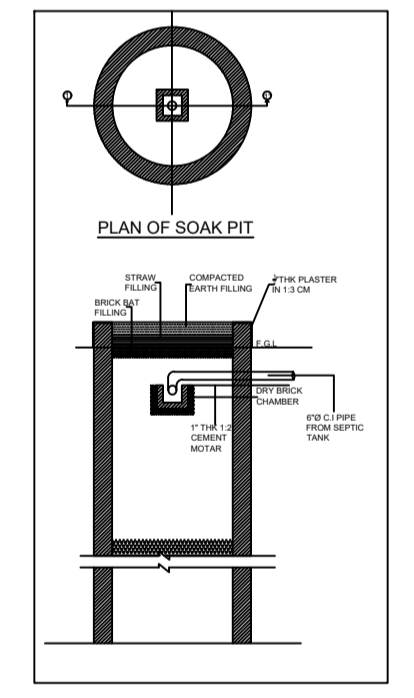 PLAN OF SOAK PIT
STRAW
FILLING
COMPACTED
EARTH FILLING
THK PLASTER
IN 1:3 CM
BRICK BAT
FILLING
F.G.L
DRY BRICK
CHAMBER
1" THK 1:2
CEMENT
MOTAR
6"Ø C.I PIPE
FROM SEPTIC
TANK